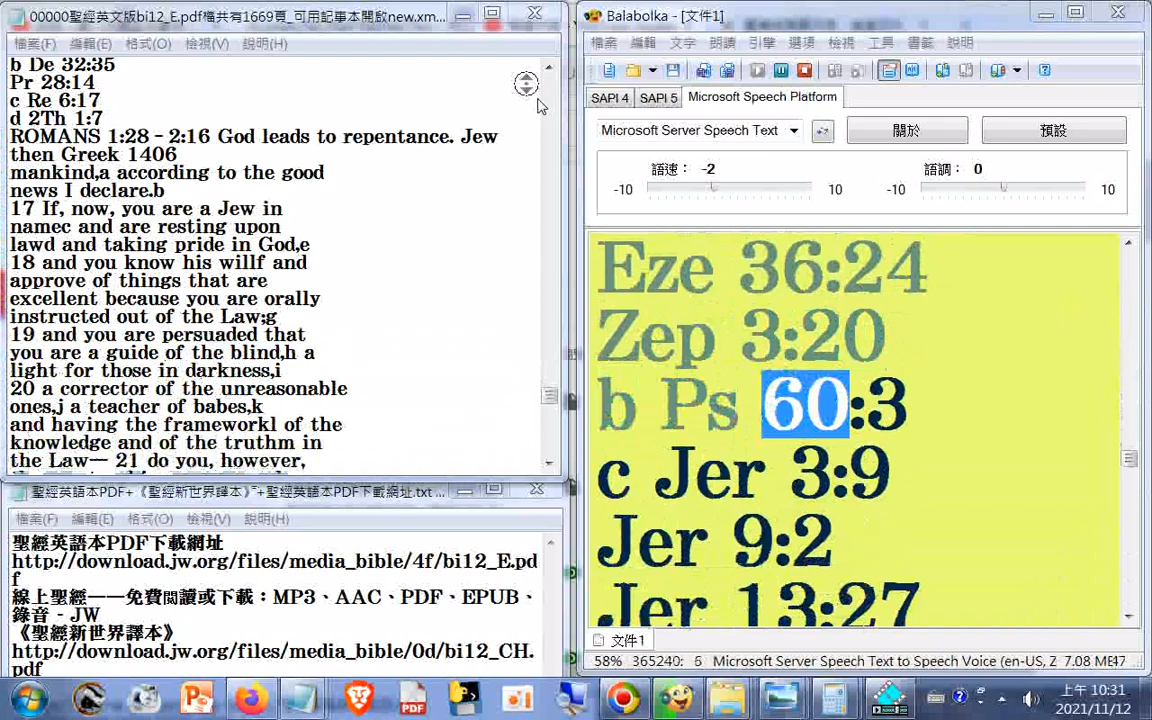 00000聖經英文版bi12_E.pdf檔共有1669頁_可用記事本開啟new.xm...
檔案(F) 編輯(E) 格式(O) 檢視(V) 說明(H)
b De 32:35
Pr 28:14
c Re 6:17
d 2Th 1:7
ROMANS 1:28 - 2:16 God leads to repentance. Jew
then Greek 1406
mankind,a according to the good
news I declare.b
17 If, now, you are a Jew in
namec and are resting upon
lawd and taking pride in God,e
18 and you know his willf and
approve of things that are
excellent because you are orally
instructed out of the Law;g
19 and you are persuaded that
you are a guide of the blind,h a
light for those in darkness,i
20 a corrector of the unreasonable
ones,j a teacher of babes,k
and having the frameworkl of the
knowledge and of the truthm in
the Law— 21 do you, however,
聖經英語本PDF+《聖經新世界譯本》"+聖經英語本PDF下載網址.txt ...
檔案(F) 編輯(E) 格式(O) 檢視(V) 說明(H)
聖經英語本PDF下載網址
http://download.jw.org/files/media_bible/4f/bi12_E.pd
f
線上聖經——免費閱讀或下載：MP3、AAC、PDF、EPUB、
錄音 - JW
《聖經新世界譯本》
http://download.jw.org/files/media_bible/0d/bi12_CH.
pdf
Balabolka - [文件1]
檔案 編輯 文字 朗讀 引擎 選項 檢視 工具 書籤 說明
SAPI 4 SAPI 5 Microsoft Speech Platform
Microsoft Server Speech Text 關於 預設
語速： -2 語調： 0
-10 10 -10 10
Eze 36:24
Zep 3:20
b Ps 60:3
c Jer 3:9
Jer 9:2
Jer 13:27
文件1
58% 365240: 6 Microsoft Server Speech Text to Speech Voice (en-US, Z 7.08 MB
上午 10:31
2021/11/12